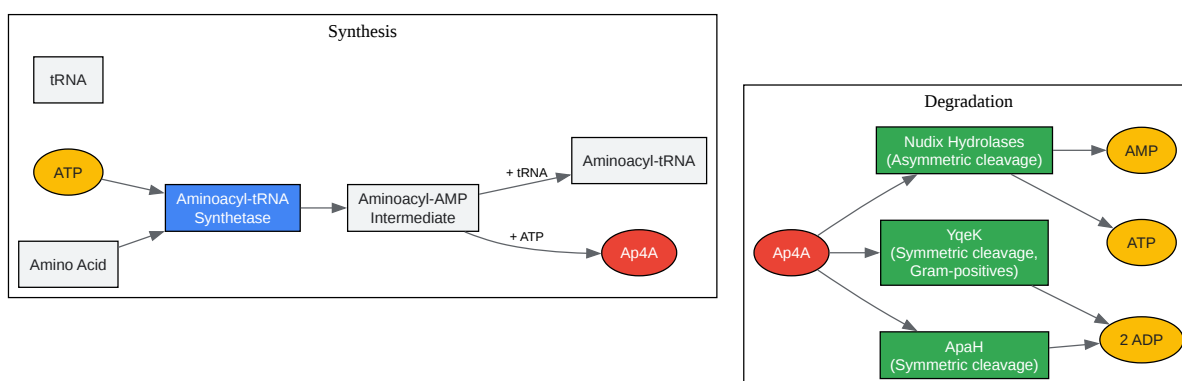 Synthesis
tRNA
ATP
Amino Acid
Aminoacyl-tRNA
Synthetase
Aminoacyl-AMP
Intermediate
+ tRNA
+ ATP
Aminoacyl-tRNA
Ap4A
Degradation
Ap4A
Nudix Hydrolases
(Asymmetric cleavage)
YqeK
(Symmetric cleavage,
Gram-positives)
ApaH
(Symmetric cleavage)
AMP
ATP
2 ADP